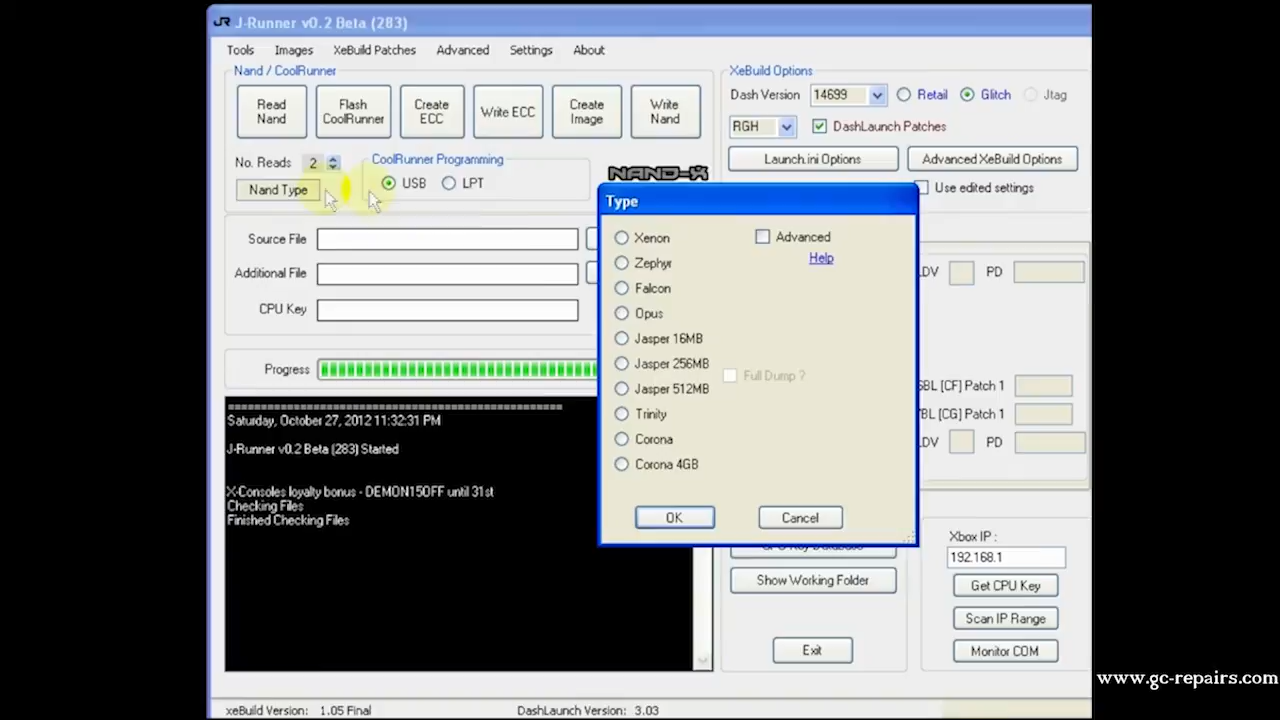 JR J-Runner v0.2 Beta (283)
Tools Images XeBuild Patches Advanced Settings About
Nand / CoolRunner
Read Nand
Flash CoolRunner
Create ECC
Write ECC
Create Image
Write Nand
No. Reads 2
Nand Type
CoolRunner Programming
USB LPT
NAND-X
XeBuild Options
Dash Version 14699 Retail Glitch Jtag
RGH DashLaunch Patches
Launch.ini Options Advanced XeBuild Options
Use edited settings
Source File
Additional File
CPU Key
Progress
Type
Xenon
Zephyr
Falcon
Opus
Jasper 16MB
Jasper 256MB
Jasper 512MB
Trinity
Corona
Corona 4GB
Advanced
Help
Full Dump ?
OK Cancel
LDV PD
[CF] Patch 1
[CG] Patch 1
LDV PD
==================================================
Saturday, October 27, 2012 11:32:31 PM
J-Runner v0.2 Beta (283) Started
X-Consoles loyalty bonus - DEMON15OFF until 31st
Checking Files
Finished Checking Files
Show Working Folder
Exit
Xbox IP :
192.168.1
Get CPU Key
Scan IP Range
Monitor COM
www.gc-repairs.com
xeBuild Version: 1.05 Final DashLaunch Version: 3.03